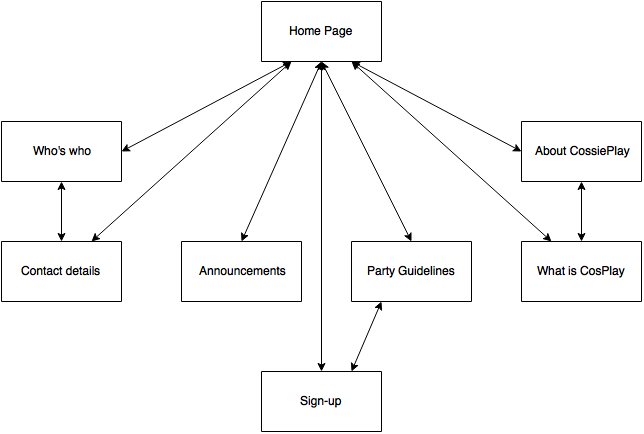 Home Page
Who's who
About CossiePlay
Contact details
Announcements
Party Guidelines
What is CosPlay
Sign-up